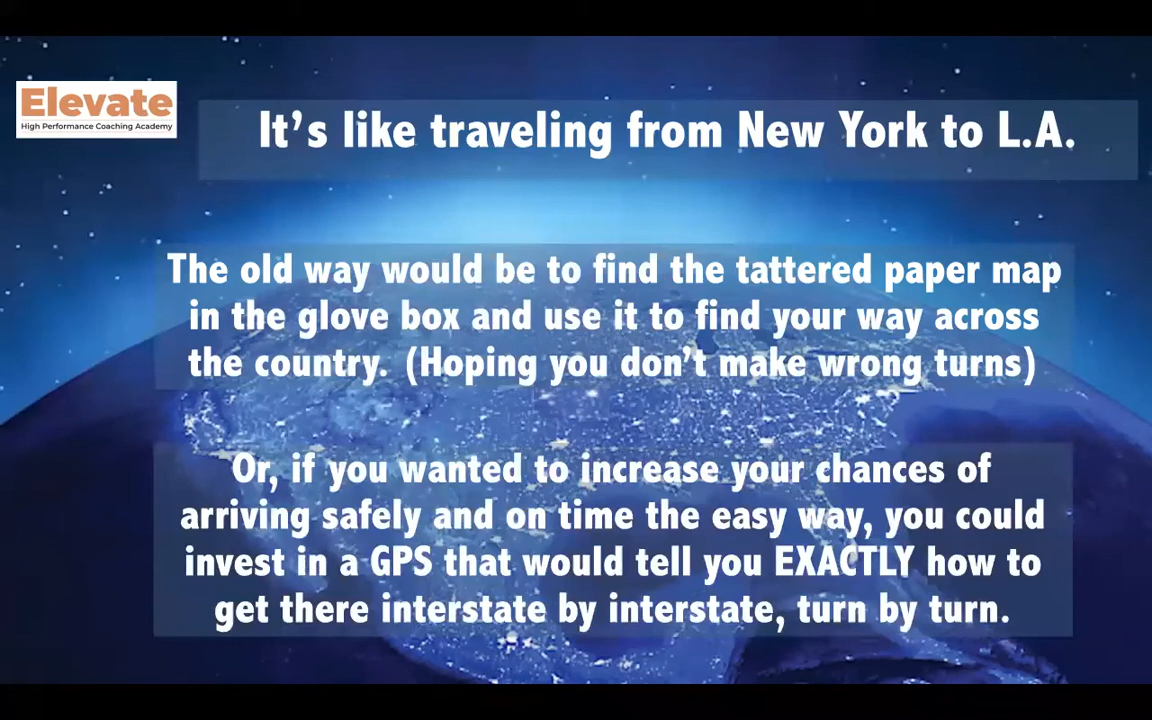 Elevate
High Performance Coaching Academy
It's like traveling from New York to L.A.
The old way would be to find the tattered paper map
in the glove box and use it to find your way across
the country. (Hoping you don't make wrong turns)
Or, if you wanted to increase your chances of
arriving safely and on time the easy way, you could
invest in a GPS that would tell you EXACTLY how to
get there interstate by interstate, turn by turn.